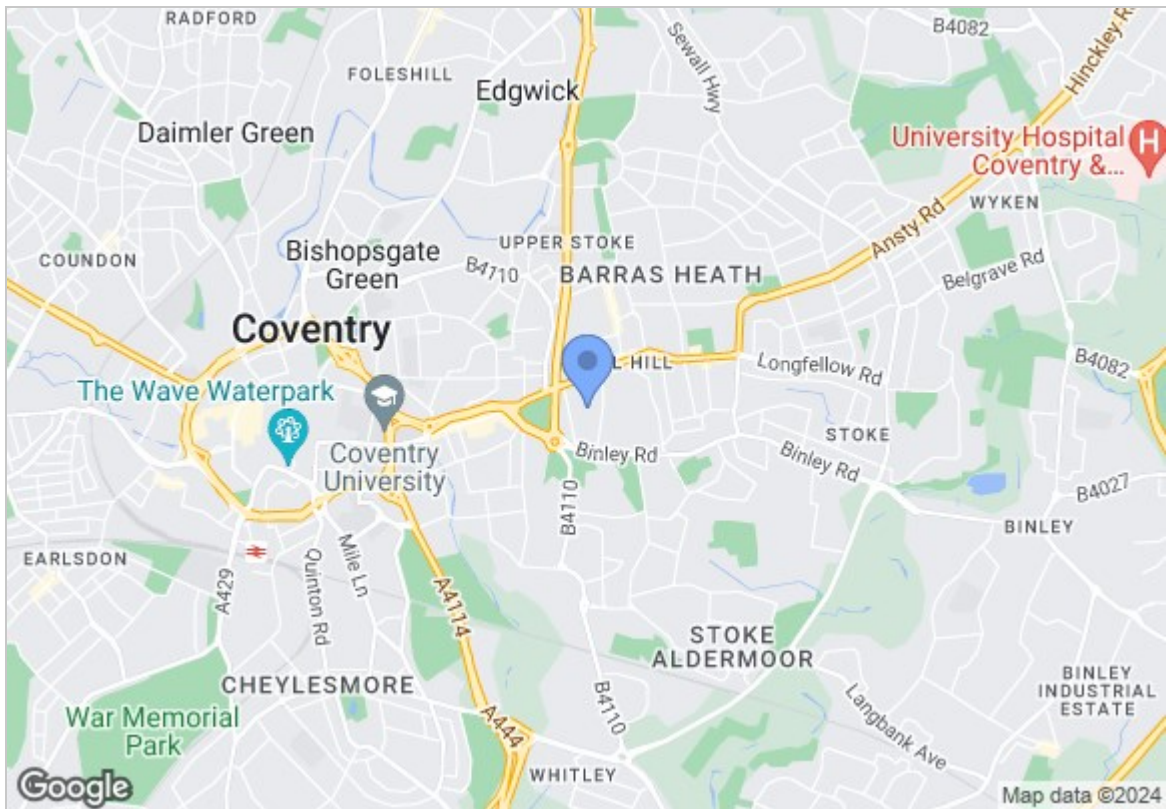 RADFORD
FOLESHILL
Edgwick
Daimler Green
Sewall Hwy
B4082
Hinckley Rd
University Hospital
Coventry &...
WYKEN
Ansty Rd
UPPER STOKE
Bishopsgate
Green
B4710
BARRAS HEATH
Belgrave Rd
COUNDON
Coventry
L HILL
Longfellow Rd
B4082
The Wave Waterpark
Coventry
University
Binley Rd
STOKE
Binley Rd
B4110
B4027
BINLEY
EARLSDON
A429
Mile Ln
Quinton Rd
A4114
STOKE
ALDERMOOR
CHEYLESMORE
B4110
Langbank Ave
BINLEY
INDUSTRIAL
ESTATE
War Memorial
Park
A444
WHITLEY
Google
Map data ©2024
H